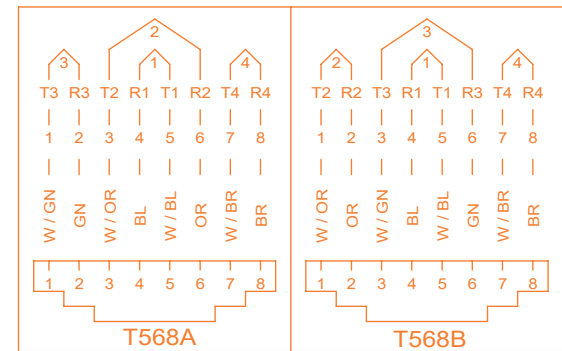 2 3
3 1 4 2 1 4
T3 R3 T2 R1 T1 R2 T4 R4 T2 R2 T3 R1 T1 R3 T4 R4
1 2 3 4 5 6 7 8 1 2 3 4 5 6 7 8
W / GN GN W / OR BL W / BL OR W / BR BR W / OR OR W / GN BL W / BL GN W / BR BR
1 2 3 4 5 6 7 8 1 2 3 4 5 6 7 8
T568A T568B